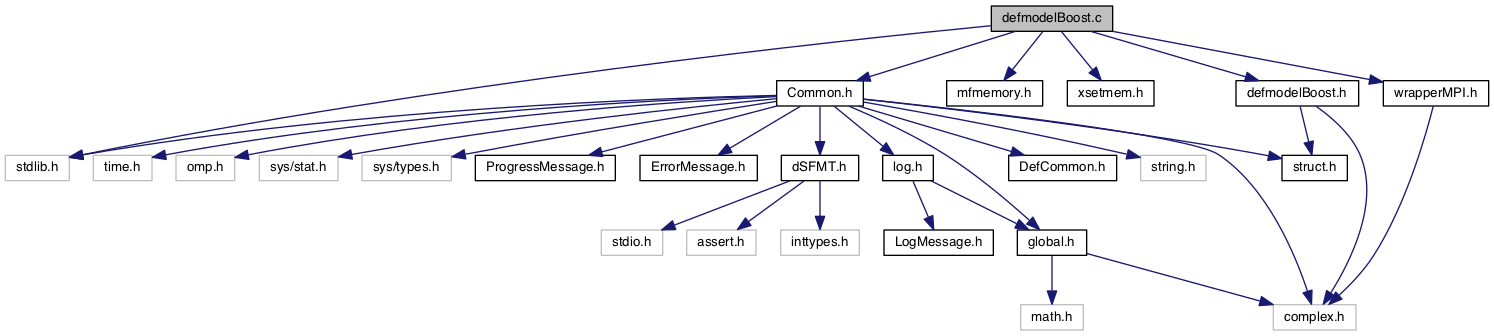 defmodelBoost.c
Common.h
mfmemory.h
xsetmem.h
defmodelBoost.h
wrapperMPI.h
stdlib.h
time.h
omp.h
sys/stat.h
sys/types.h
ProgressMessage.h
ErrorMessage.h
dSFMT.h
log.h
DefCommon.h
string.h
struct.h
stdio.h
assert.h
inttypes.h
LogMessage.h
global.h
math.h
complex.h